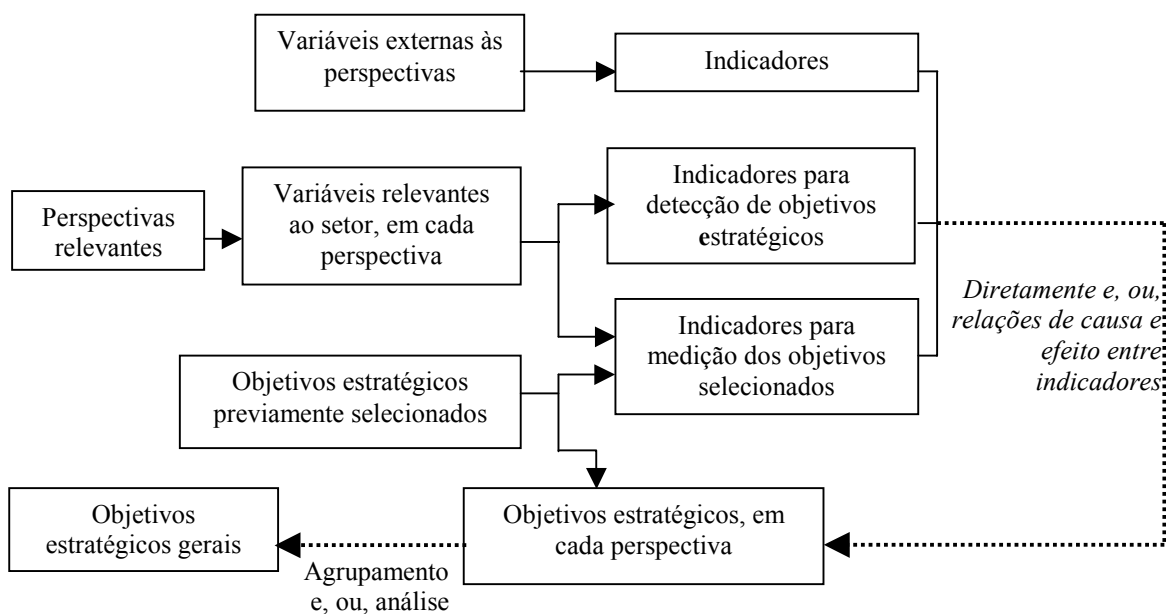 Variáveis externas às
perspectivas
Indicadores
Perspectivas
relevantes
Variáveis relevantes
ao setor, em cada
perspectiva
Indicadores para
detecção de objetivos
estratégicos
Indicadores para
medição dos objetivos
selecionados
Diretamente e, ou,
relações de causa e
efeito entre
indicadores
Objetivos estratégicos
previamente selecionados
Objetivos
estratégicos gerais
Objetivos estratégicos, em
cada perspectiva
Agrupamento
e, ou, análise